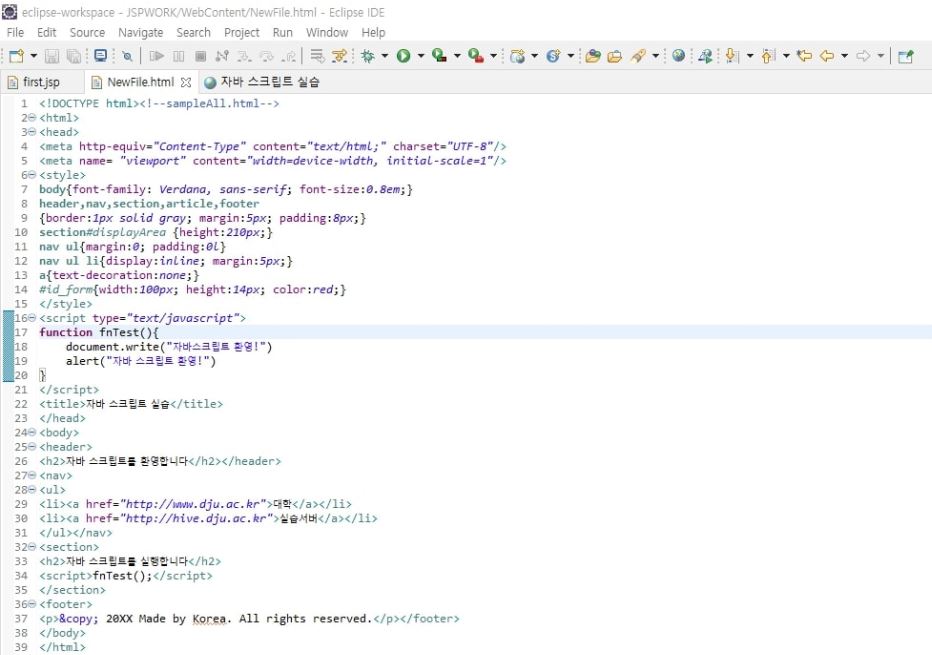 eclipse-workspace - JSPWORK/WebContent/NewFile.html - Eclipse IDE
File Edit Source Navigate Search Project Run Window Help
first.jsp NewFile.html 자바 스크립트 실습
1 <!DOCTYPE html><!--sampleAll.html-->
2 <html>
3 <head>
4 <meta http-equiv="Content-Type" content="text/html;" charset="UTF-8"/>
5 <meta name= "viewport" content="width=device-width, initial-scale=1"/>
6 <style>
7 body{font-family: Verdana, sans-serif; font-size:0.8em;}
8 header,nav,section,article,footer
9 {border:1px solid gray; margin:5px; padding:8px;}
10 section#displayArea {height:210px;}
11 nav ul{margin:0; padding:0l}
12 nav ul li{display:inline; margin:5px;}
13 a{text-decoration:none;}
14 #id_form{width:100px; height:14px; color:red;}
15 </style>
16 <script type="text/javascript">
17 function fnTest(){
18 document.write("자바스크립트 환영!")
19 alert("자바 스크립트 환영!")
20 }
21 </script>
22 <title>자바 스크립트 실습</title>
23 </head>
24 <body>
25 <header>
26 <h2>자바 스크립트를 환영합니다</h2></header>
27 <nav>
28 <ul>
29 <li><a href="http://www.dju.ac.kr">대학</a></li>
30 <li><a href="http://hive.dju.ac.kr">실습서버</a></li>
31 </ul></nav>
32 <section>
33 <h2>자바 스크립트를 실행합니다</h2>
34 <script>fnTest();</script>
35 </section>
36 <footer>
37 <p>&copy; 20XX Made by Korea. All rights reserved.</p></footer>
38 </body>
39 </html>